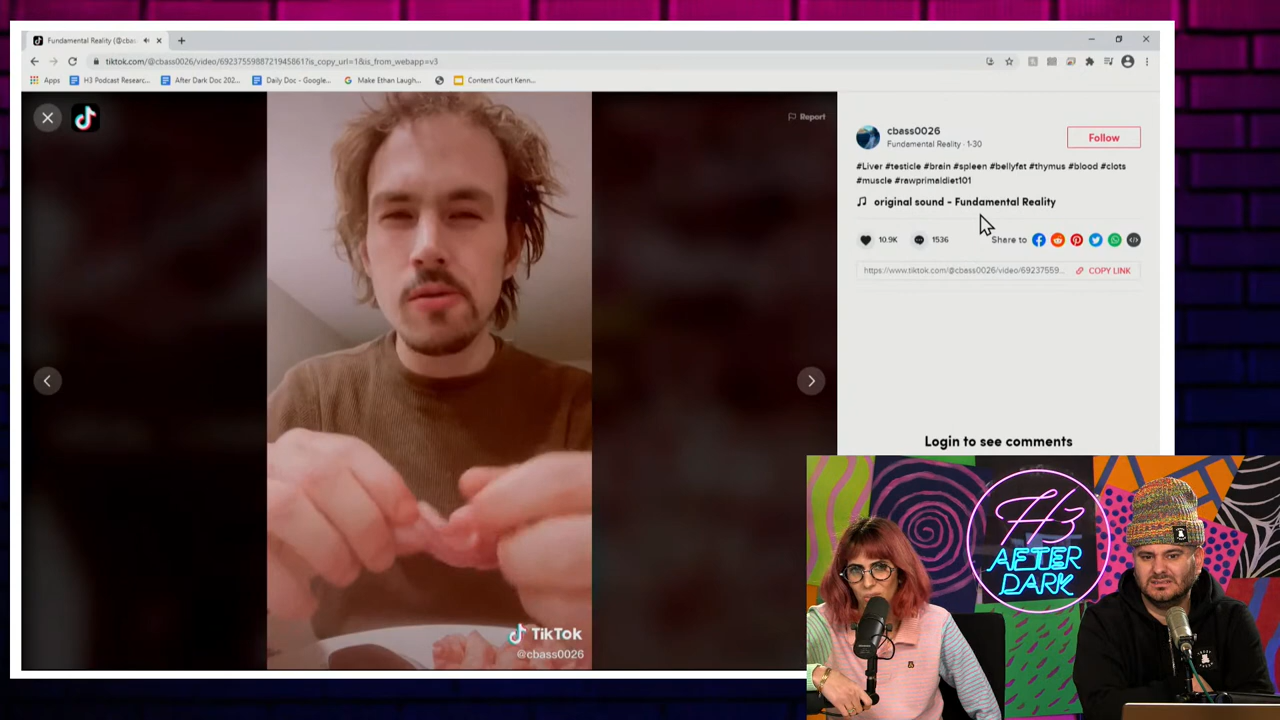 Fundamental Reality (@cbas
tiktok.com/@cbass0026/video/6923755988721945861?is_copy_url=1&is_from_webapp=v3
Apps H3 Podcast Researc... After Dark Doc 202... Daily Doc - Google... Make Ethan Laugh... Content Court Kenn...
Report
cbass0026
Fundamental Reality · 1-30
Follow
#Liver #testicle #brain #spleen #bellyfat #thymus #blood #clots
#muscle #rawprimaldiet101
original sound - Fundamental Reality
10.9K 1536 Share to
https://www.tiktok.com/@cbass0026/video/69237559... COPY LINK
Login to see comments
TikTok
@cbass0026
H3
AFTER
DARK